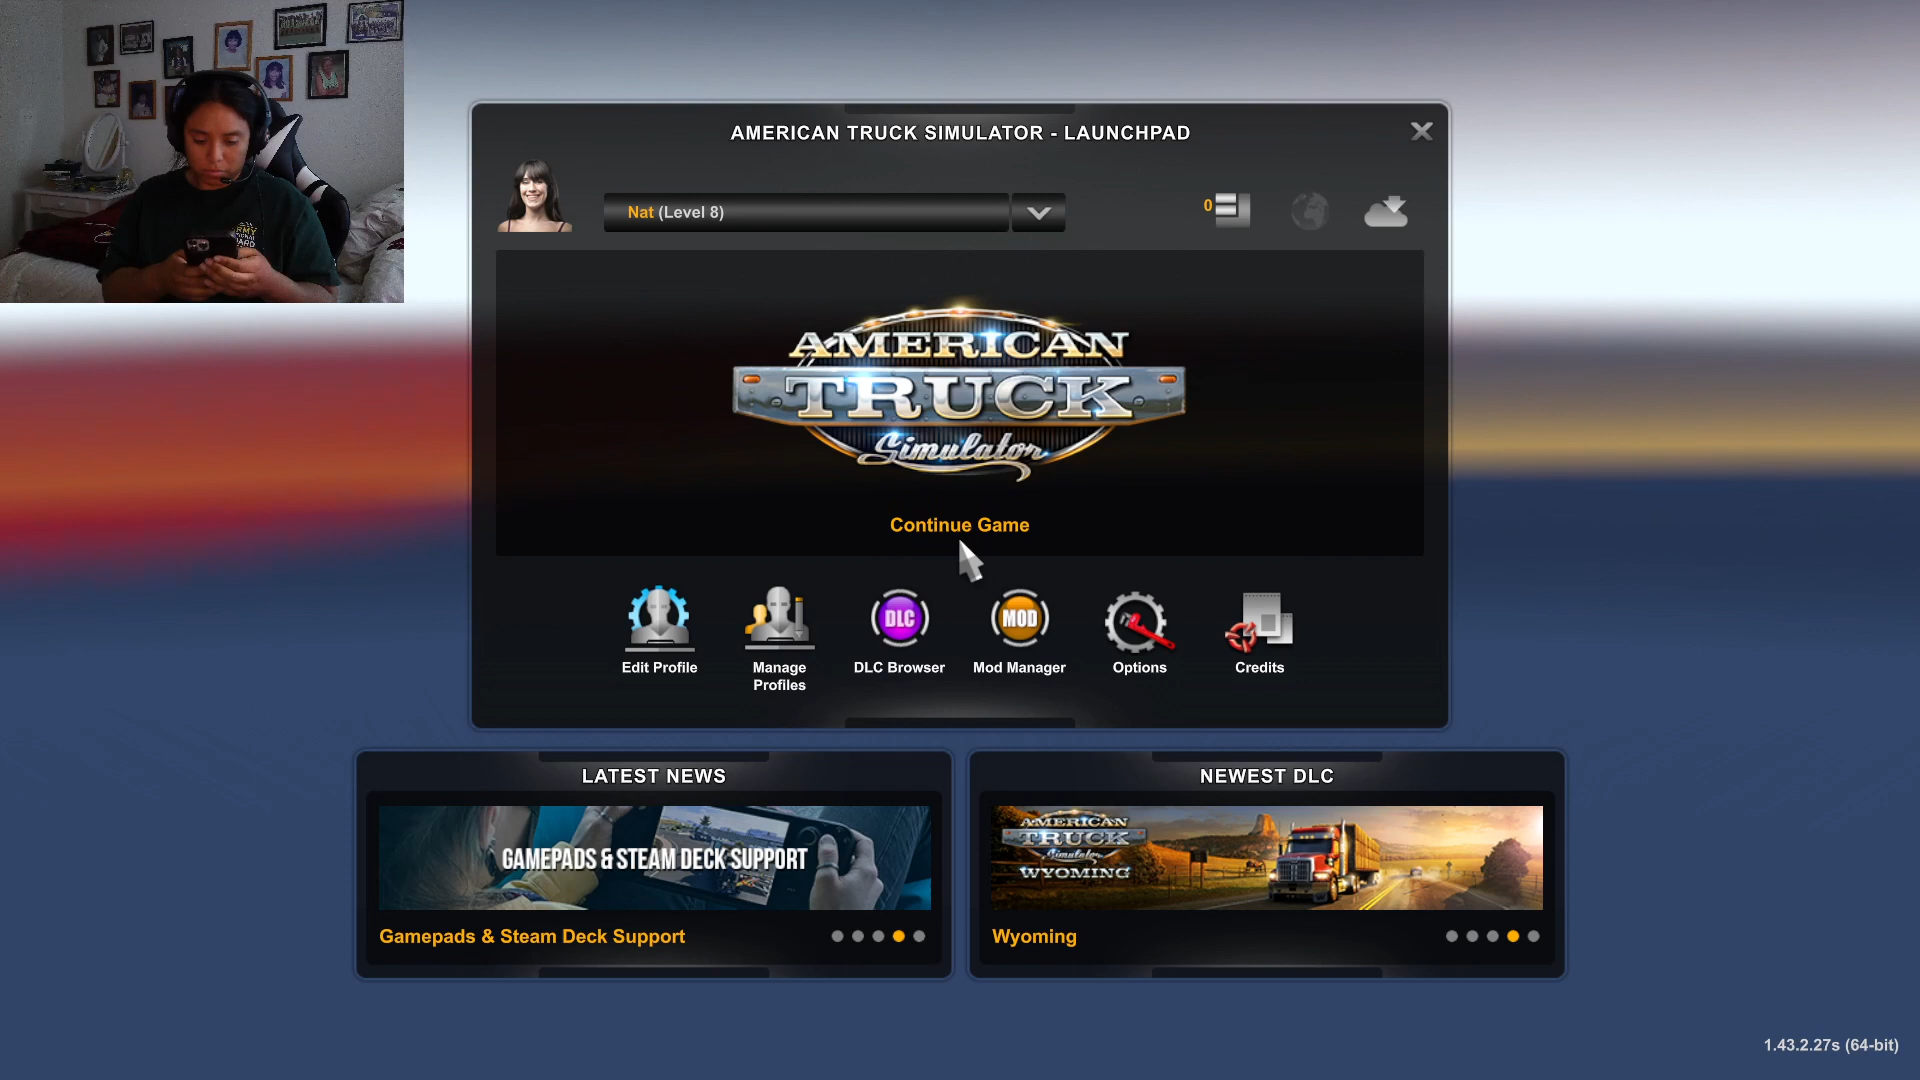 AMERICAN TRUCK SIMULATOR - LAUNCHPAD
Nat (Level 8)
0
AMERICAN
TRUCK
Simulator
Continue Game
DLC
MOD
Edit Profile
Manage
Profiles
DLC Browser
Mod Manager
Options
Credits
LATEST NEWS
GAMEPADS & STEAM DECK SUPPORT
Gamepads & Steam Deck Support
NEWEST DLC
AMERICAN
TRUCK
Simulator
WYOMING
Wyoming
1.43.2.27s (64-bit)